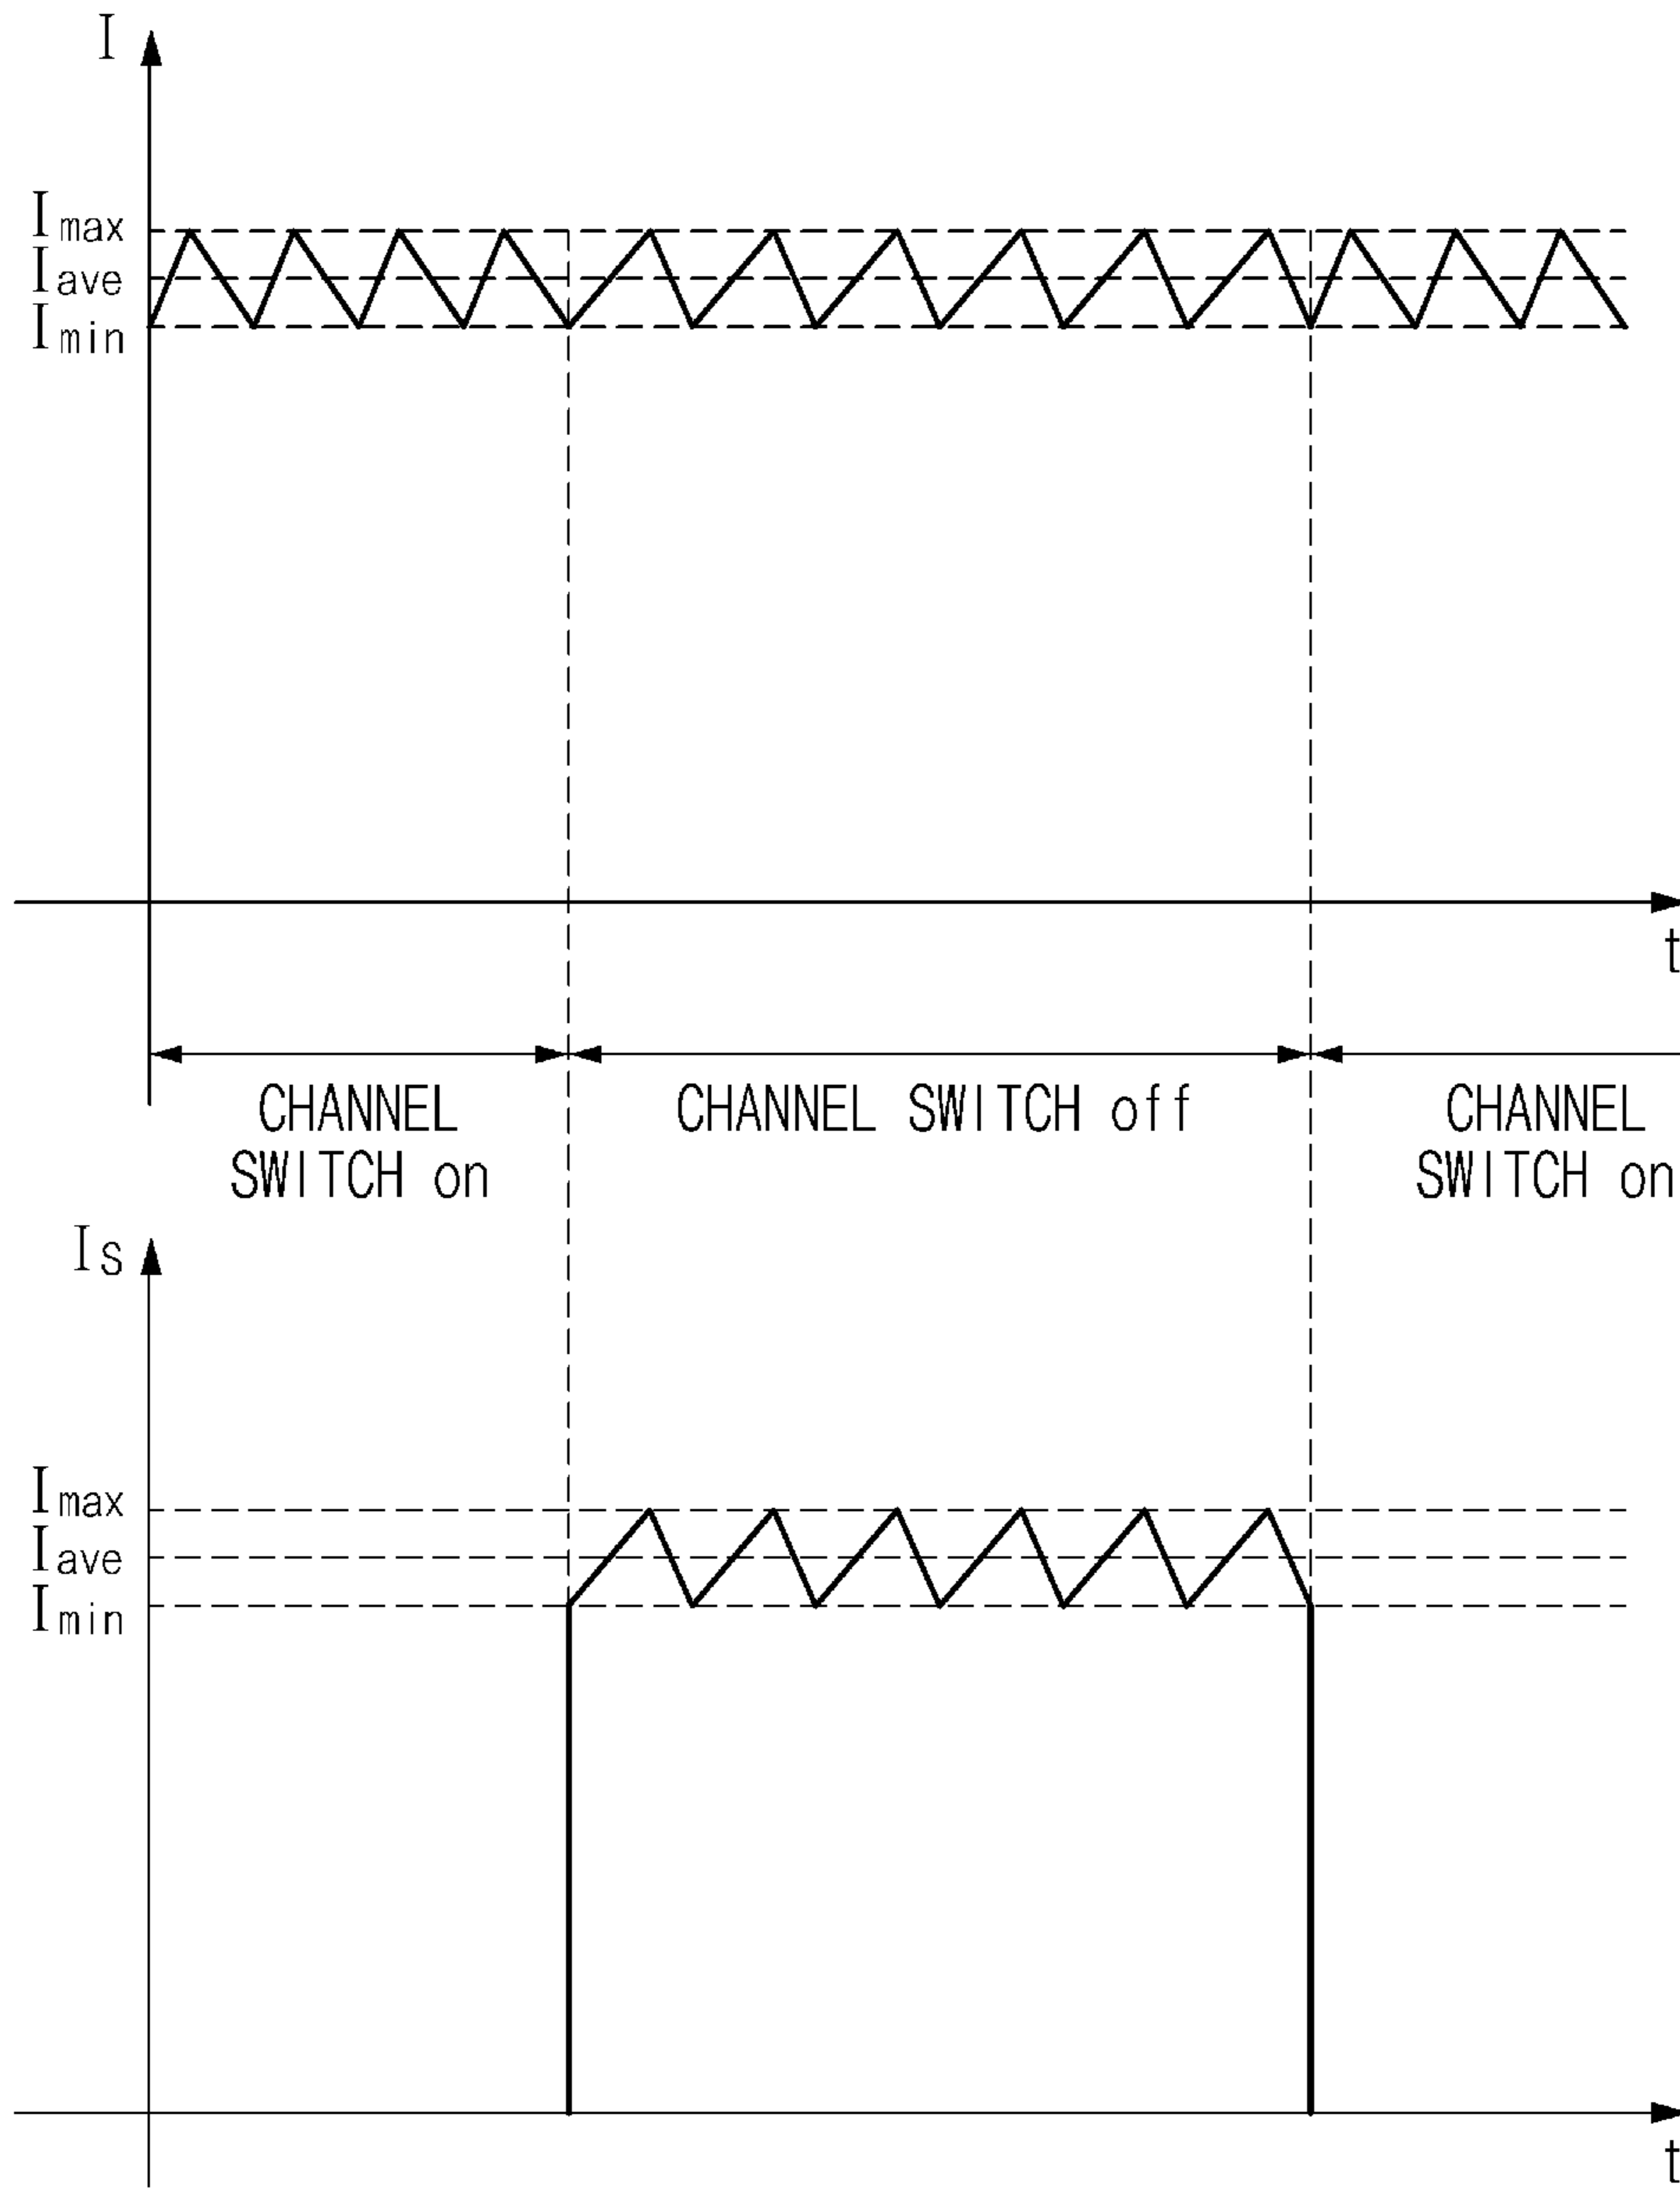 I
Imax
Iave
Imin
t
CHANNEL
SWITCH on
CHANNEL SWITCH off
CHANNEL
SWITCH on
Is
Imax
Iave
Imin
t